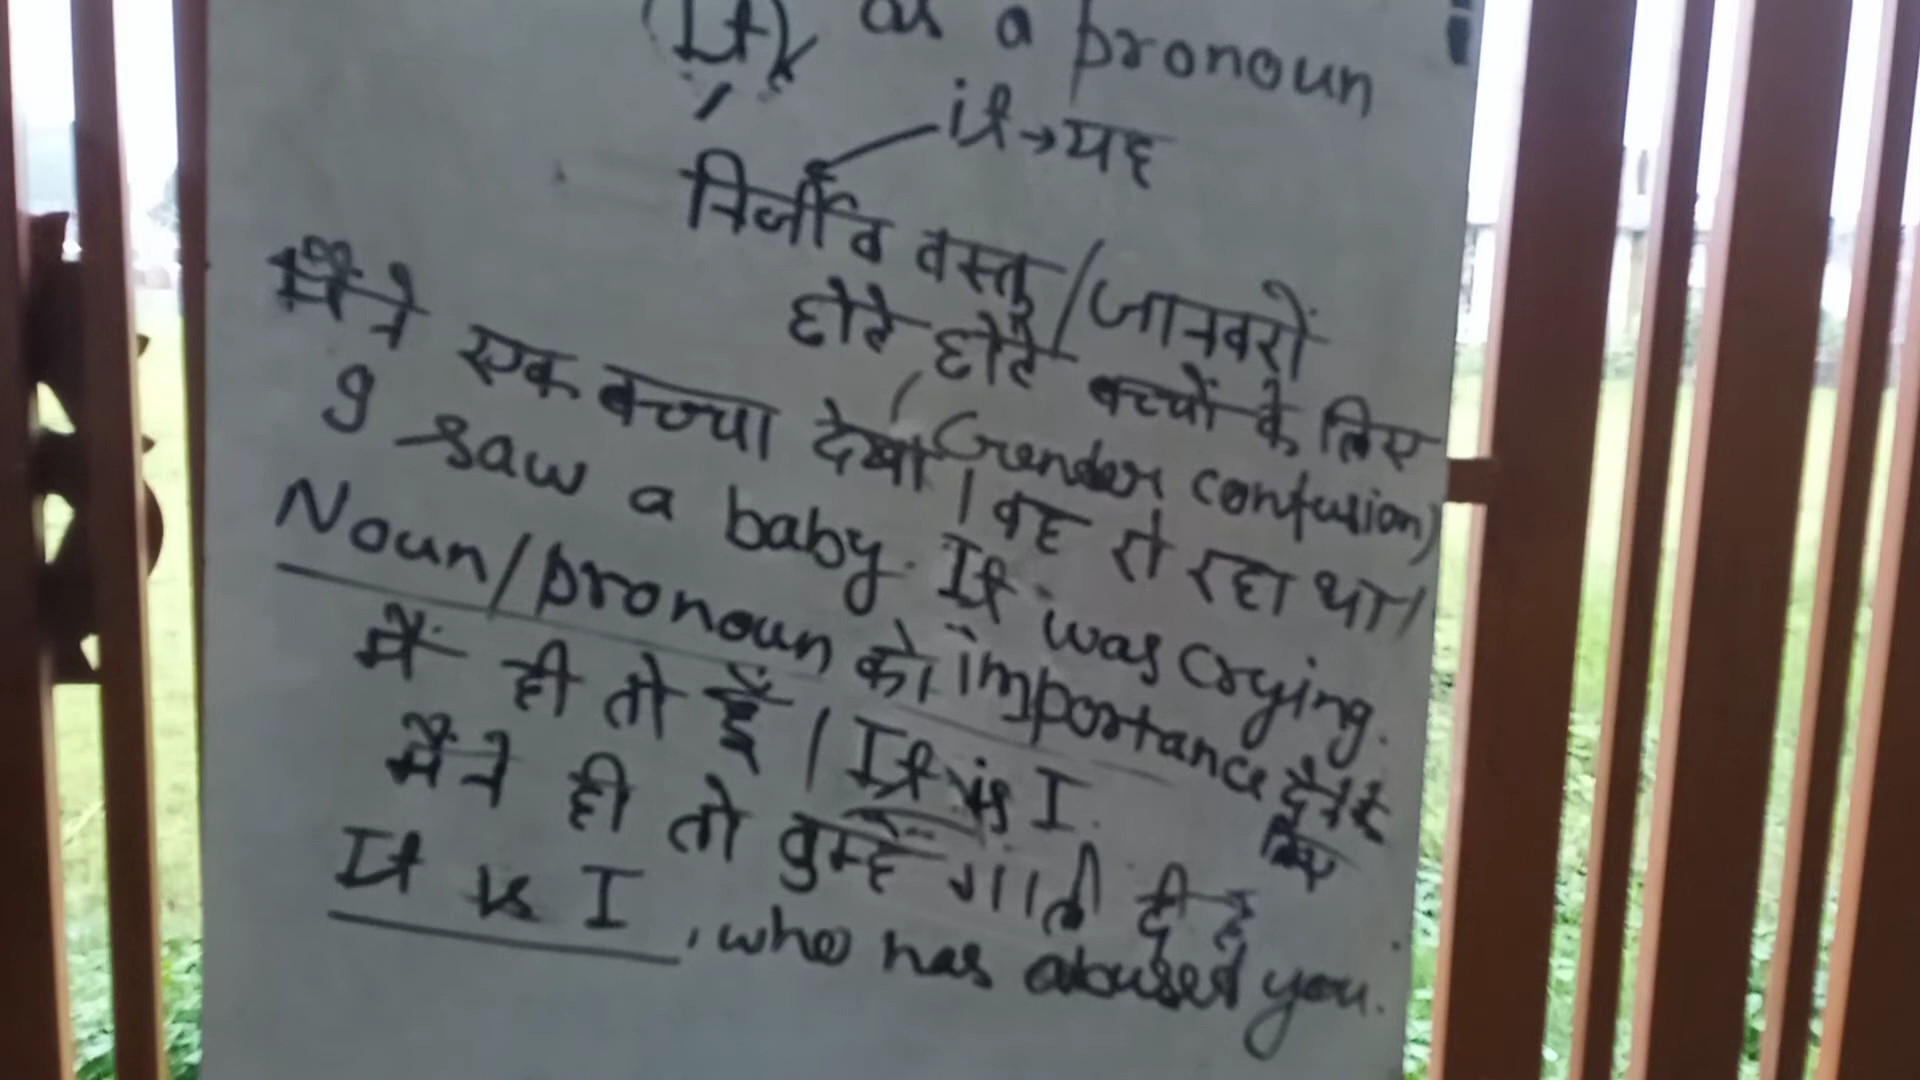 (It) as a pronoun
it→यह
निर्जीव वस्तु/जानवरों
छोटे छोटे बच्चों के लिए
(Gender confusion)
मैंने एक बच्चा देखा। वह रो रहा था।
I saw a baby. It was crying.
Noun/pronoun को importance देने के लिए
मैं ही तो हूँ। It is I.
मैंने ही तो तुम्हें गाली दी है
It is I, who has abused you.